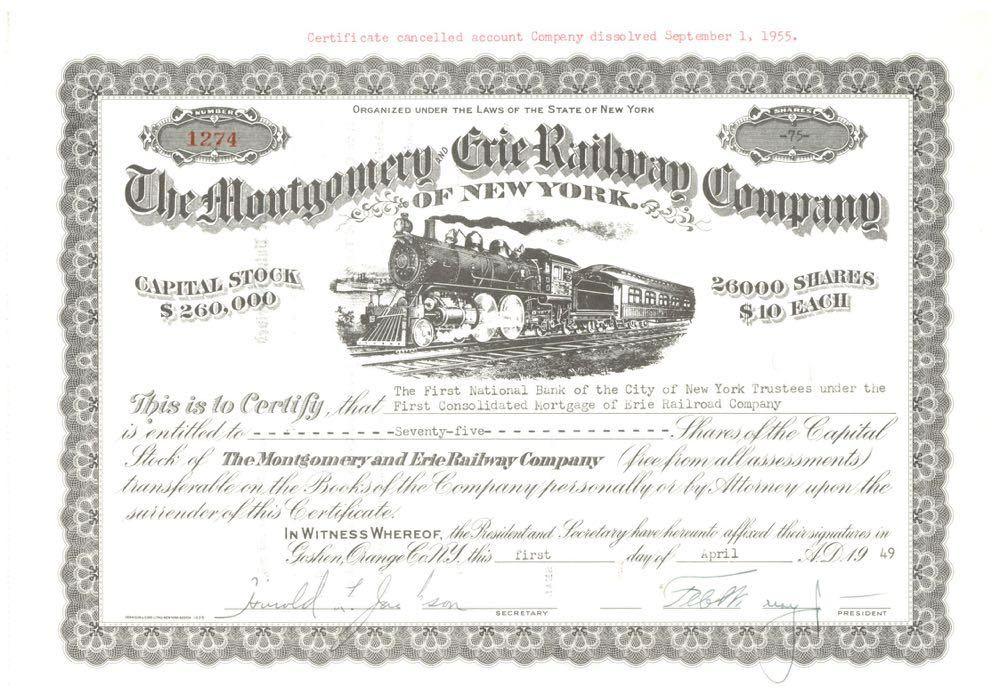 Certificate cancelled account Company dissolved September 1, 1955.
ORGANIZED UNDER THE LAWS OF THE STATE OF NEW YORK
NUMBER
1274
SHARES
-75-
The Montgomery AND Erie Railway Company
OF NEW YORK.
CAPITAL STOCK
$260,000
26000 SHARES
$10 EACH
This is to Certify, that The First National Bank of the City of New York Trustees under the
First Consolidated Mortgage of Erie Railroad Company
is entitled to - - - - - - - - - - -Seventy-five- - - - - - - - - - - - - Shares of the Capital
Stock of The Montgomery and Erie Railway Company (free from all assessments)
transferable on the Books of the Company personally or by Attorney upon the
surrender of this Certificate.
IN WITNESS WHEREOF, the President and Secretary have hereunto affixed their signatures in
Goshen, Orange Co. N.Y. this first day of April A.D. 19 49
SECRETARY
PRESIDENT